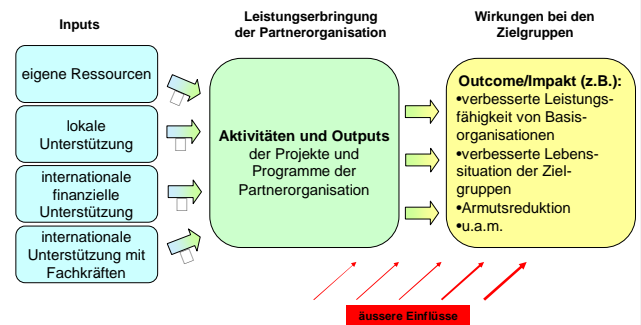 Inputs
Leistungserbringung
der Partnerorganisation
Wirkungen bei den
Zielgruppen
eigene Ressourcen
lokale
Unterstützung
internationale
finanzielle
Unterstützung
internationale
Unterstützung mit
Fachkräften
Aktivitäten und Outputs
der Projekte und
Programme der
Partnerorganisation
Outcome/Impakt (z.B.):
•verbesserte Leistungs-
fähigkeit von Basis-
organisationen
•verbesserte Lebens-
situation der Ziel-
gruppen
•Armutsreduktion
•u.a.m.
äussere Einflüsse